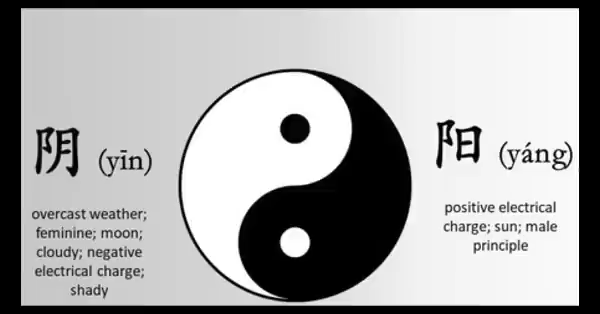 阴 (yīn)
overcast weather;
feminine; moon;
cloudy; negative
electrical charge;
shady
阳 (yáng)
positive electrical
charge; sun; male
principle